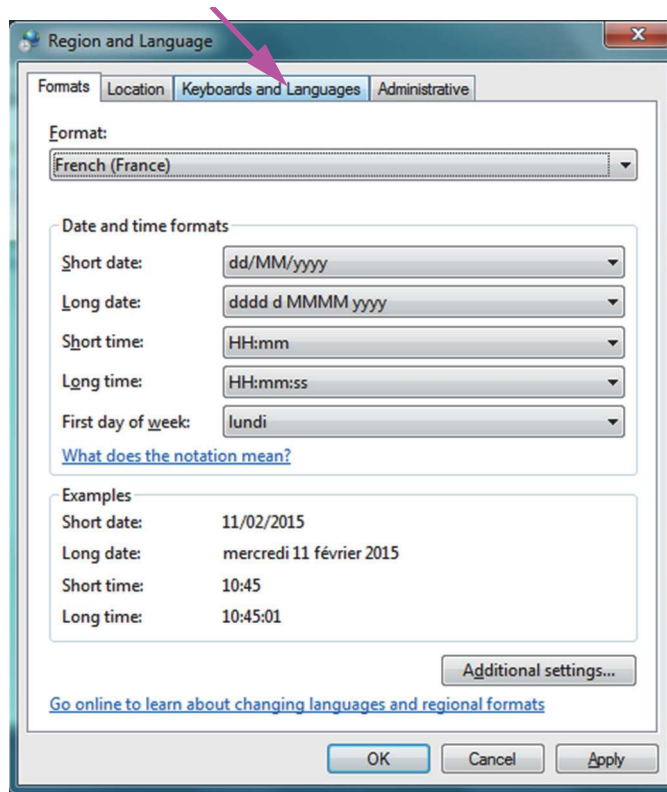 Region and Language
Formats Location Keyboards and Languages Administrative
Format:
French (France)
Date and time formats
Short date: dd/MM/yyyy
Long date: dddd d MMMM yyyy
Short time: HH:mm
Long time: HH:mm:ss
First day of week: lundi
What does the notation mean?
Examples
Short date: 11/02/2015
Long date: mercredi 11 février 2015
Short time: 10:45
Long time: 10:45:01
Additional settings...
Go online to learn about changing languages and regional formats
OK Cancel Apply